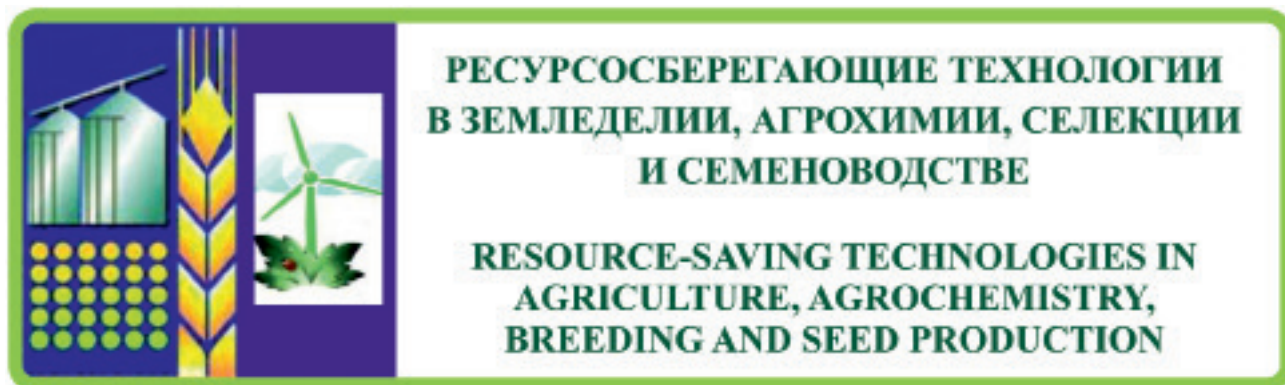 РЕСУРСОСБЕРЕГАЮЩИЕ ТЕХНОЛОГИИ
В ЗЕМЛЕДЕЛИИ, АГРОХИМИИ, СЕЛЕКЦИИ
И СЕМЕНОВОДСТВЕ
RESOURCE-SAVING TECHNOLOGIES IN
AGRICULTURE, AGROCHEMISTRY,
BREEDING AND SEED PRODUCTION